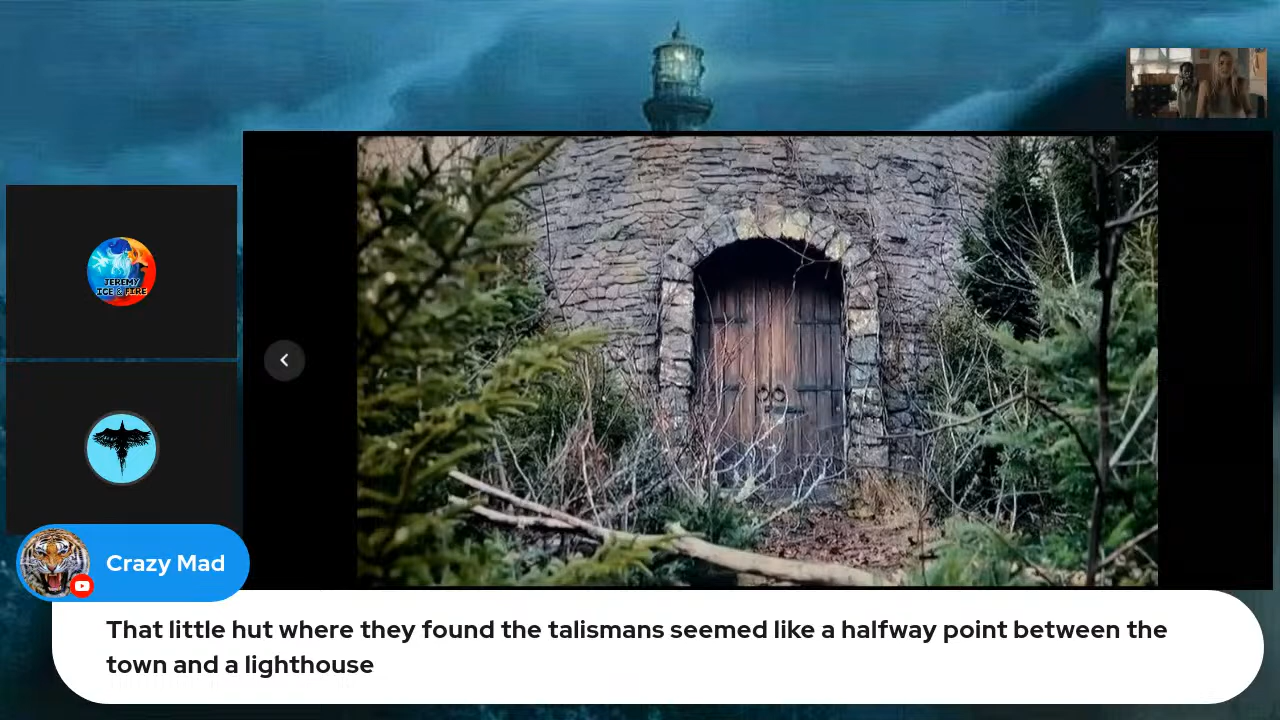 JEREMY
ICE & FIRE
Crazy Mad
That little hut where they found the talismans seemed like a halfway point between the
town and a lighthouse